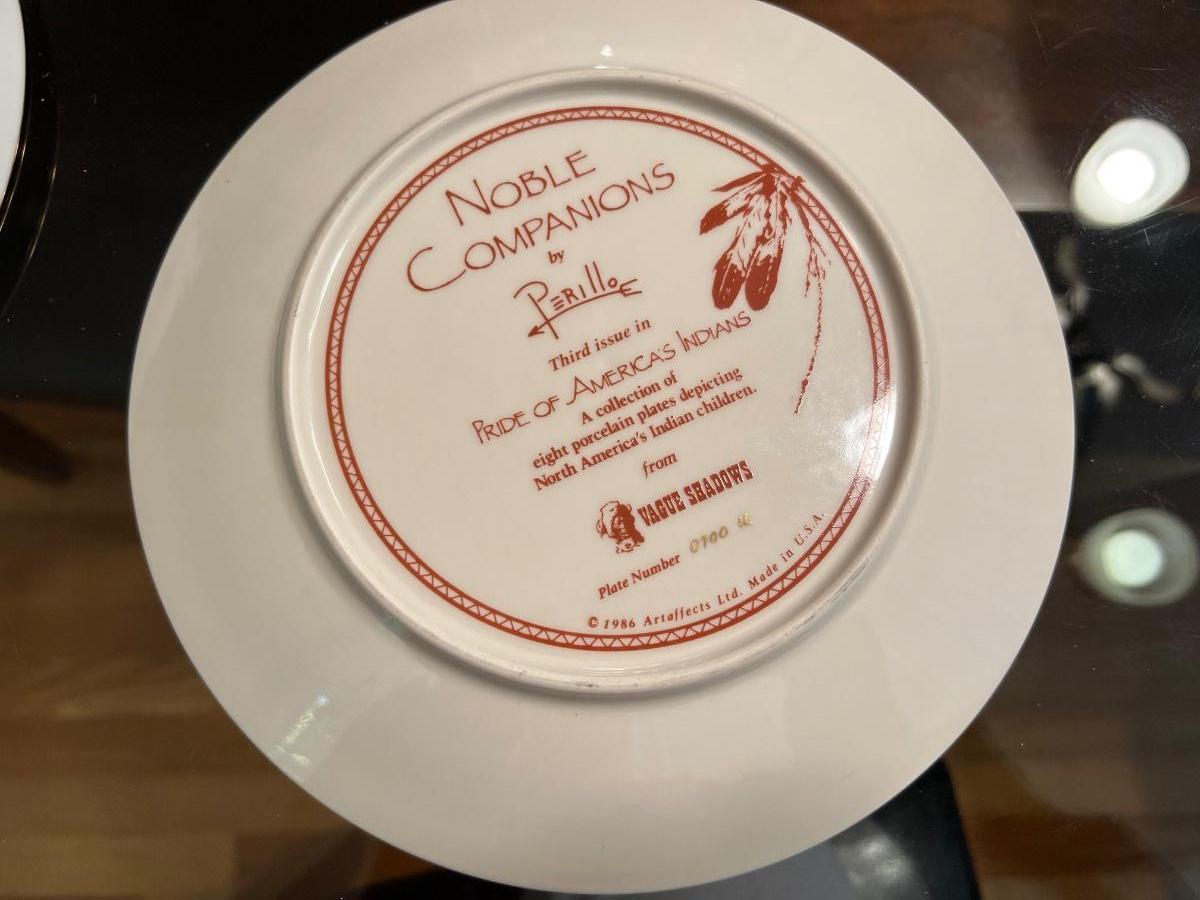 NOBLE
COMPANIONS
by
PERILLO
Third issue in
PRIDE OF AMERICA'S INDIANS
A collection of
eight porcelain plates depicting
North America's Indian children.
from
VAGUE SHADOWS
Plate Number
© 1986 Artaffects Ltd. Made in U.S.A.